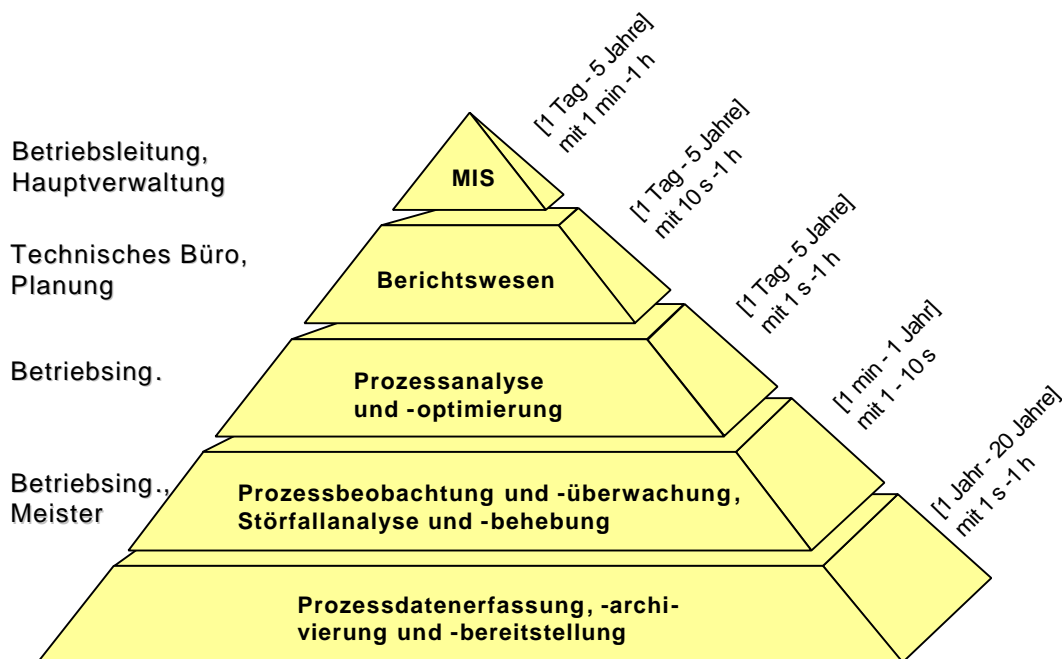 [1 Tag - 5 Jahre]
mit 1 min -1 h
Betriebsleitung,
Hauptverwaltung
MIS
[1 Tag - 5 Jahre]
mit 10 s -1 h
Technisches Büro,
Planung
Berichtswesen
[1 Tag - 5 Jahre]
mit 1 s -1 h
Betriebsing.
Prozessanalyse
und -optimierung
[1 min - 1 Jahr]
mit 1 - 10 s
Betriebsing.,
Meister
Prozessbeobachtung und -überwachung,
Störfallanalyse und -behebung
[1 Jahr - 20 Jahre]
mit 1 s -1 h
Prozessdatenerfassung, -archi-
vierung und -bereitstellung